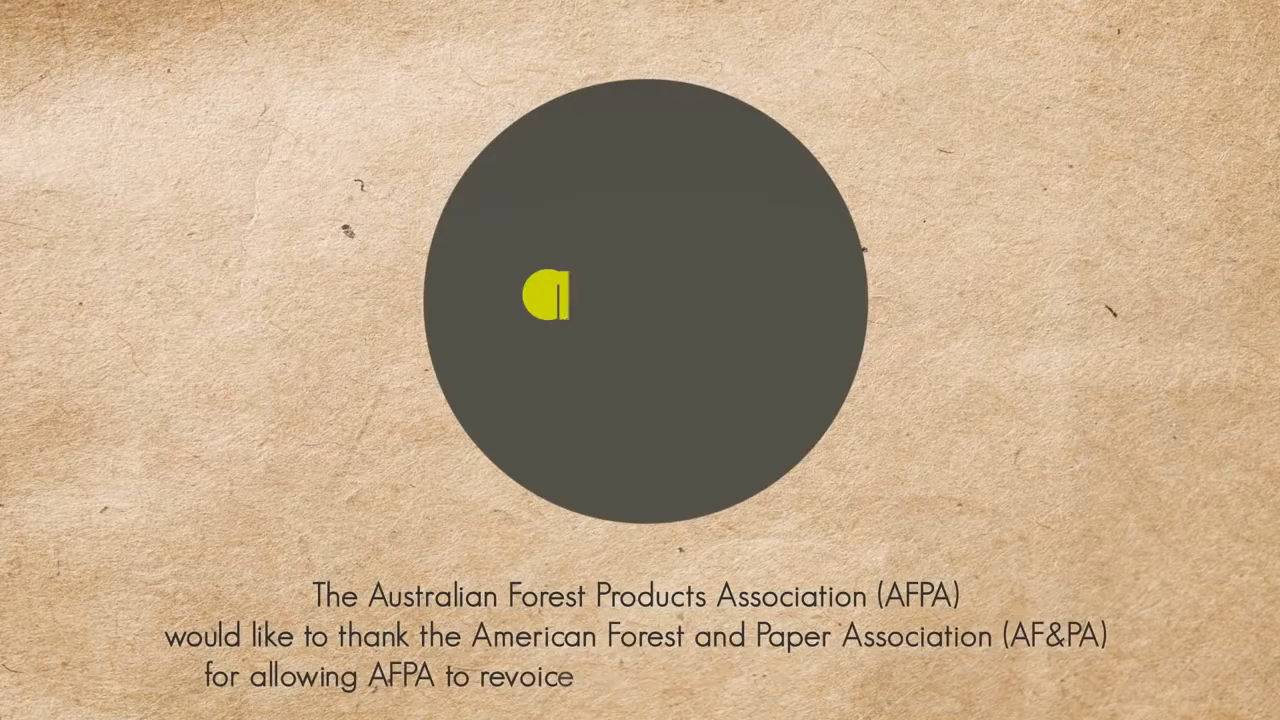 The Australian Forest Products Association (AFPA)
would like to thank the American Forest and Paper Association (AF&PA)
for allowing AFPA to revoice